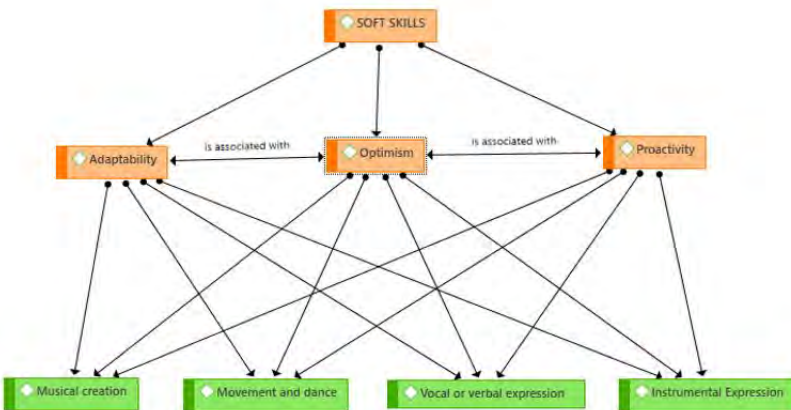 SOFT SKILLS
is associated with
is associated with
Adaptability
Optimism
Proactivity
Musical creation
Movement and dance
Vocal or verbal expression
Instrumental Expression